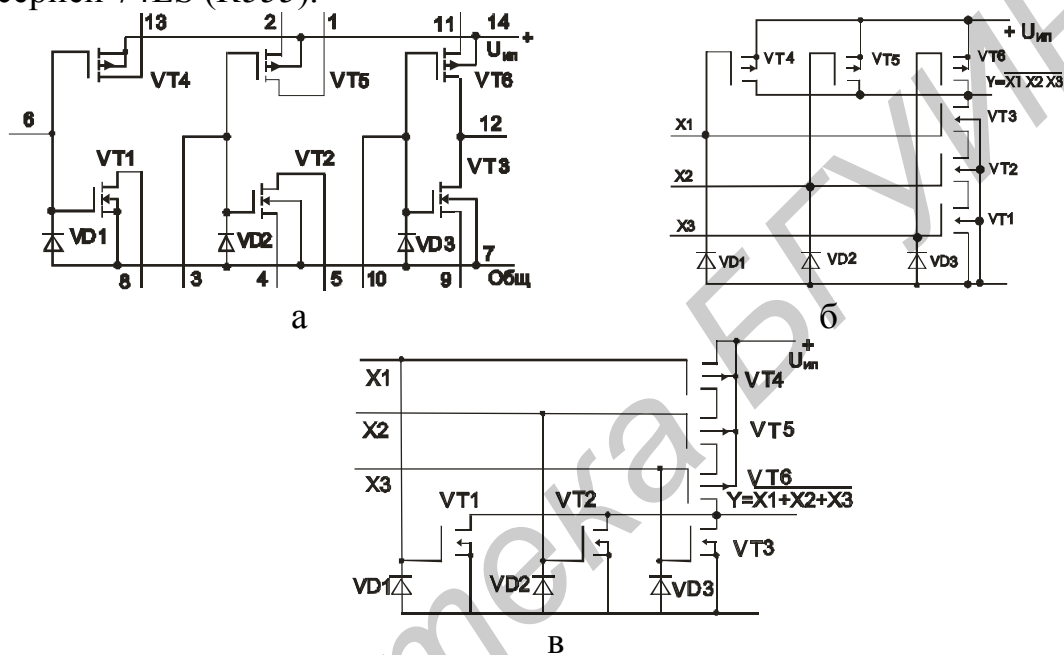 серией 74LS (К555).
13 2 1 11 14
+
Uип
VT4 VT5 VT6
6
12
VT1 VT2 VT3
VD1 VD2 VD3
7
8 3 4 5 10 9 Общ
а
+ Uип
VT4 VT5 VT6
Y=X1 X2 X3
X1
VT3
X2
VT2
X3
VT1
VD1 VD2 VD3
б
+
Uип
X1
VT4
X2
VT5
X3
VT6
Y=X1+X2+X3
VT1 VT2
VT3
VD1 VD2 VD3
в
тека БГУИ